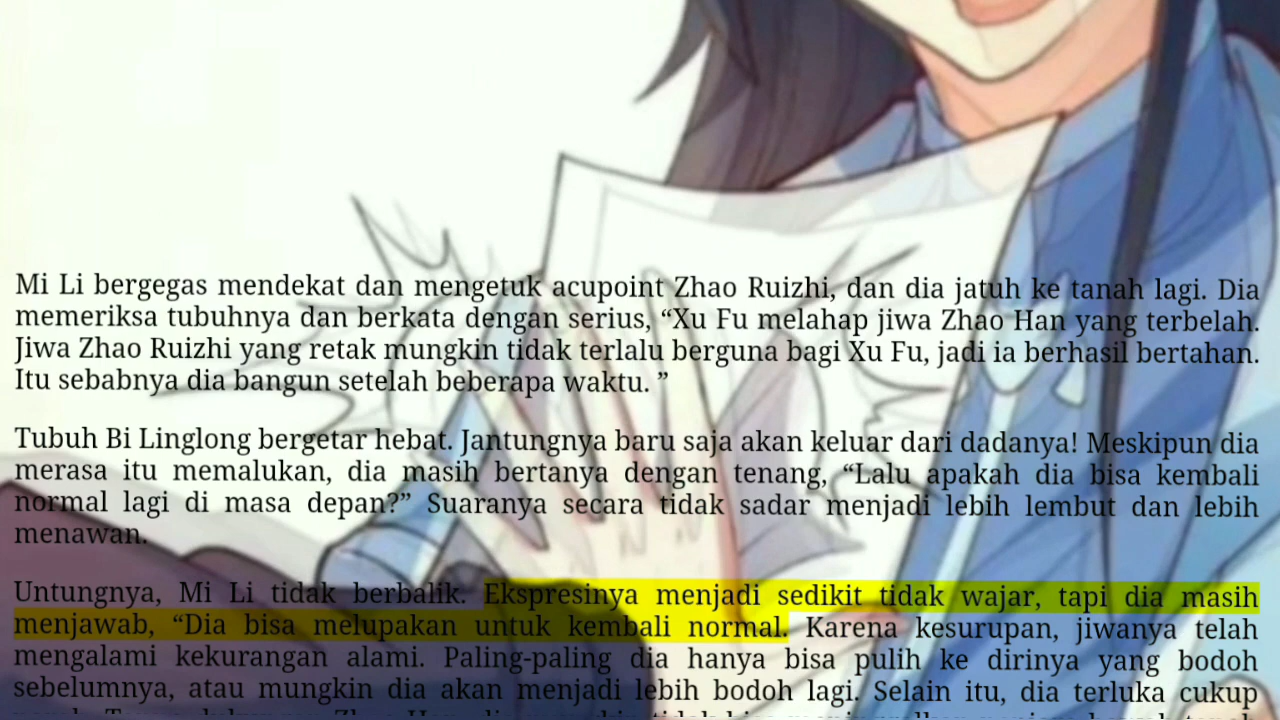 Mi Li bergegas mendekat dan mengetuk acupoint Zhao Ruizhi, dan dia jatuh ke tanah lagi. Dia
memeriksa tubuhnya dan berkata dengan serius, “Xu Fu melahap jiwa Zhao Han yang terbelah.
Jiwa Zhao Ruizhi yang retak mungkin tidak terlalu berguna bagi Xu Fu, jadi ia berhasil bertahan.
Itu sebabnya dia bangun setelah beberapa waktu. ”
Tubuh Bi Linglong bergetar hebat. Jantungnya baru saja akan keluar dari dadanya! Meskipun dia
merasa itu memalukan, dia masih bertanya dengan tenang, “Lalu apakah dia bisa kembali
normal lagi di masa depan?” Suaranya secara tidak sadar menjadi lebih lembut dan lebih
menawan.
Untungnya, Mi Li tidak berbalik. Ekspresinya menjadi sedikit tidak wajar, tapi dia masih
menjawab, “Dia bisa melupakan untuk kembali normal. Karena kesurupan, jiwanya telah
mengalami kekurangan alami. Paling-paling dia hanya bisa pulih ke dirinya yang bodoh
sebelumnya, atau mungkin dia akan menjadi lebih bodoh lagi. Selain itu, dia terluka cukup